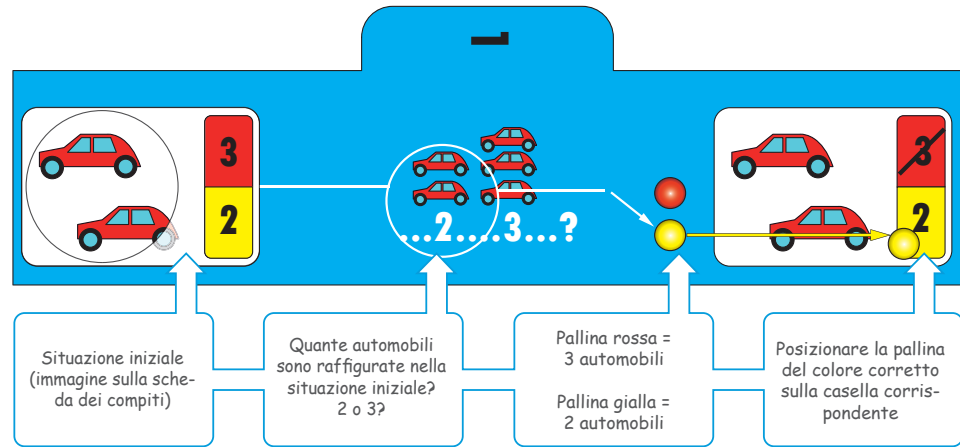 1
3
2
...2....3...?
3
2
Situazione iniziale
(immagine sulla sche-
da dei compiti)
Quante automobili
sono raffigurate nella
situazione iniziale?
2 o 3?
Pallina rossa =
3 automobili
Pallina gialla =
2 automobili
Posizionare la pallina
del colore corretto
sulla casella corris-
pondente